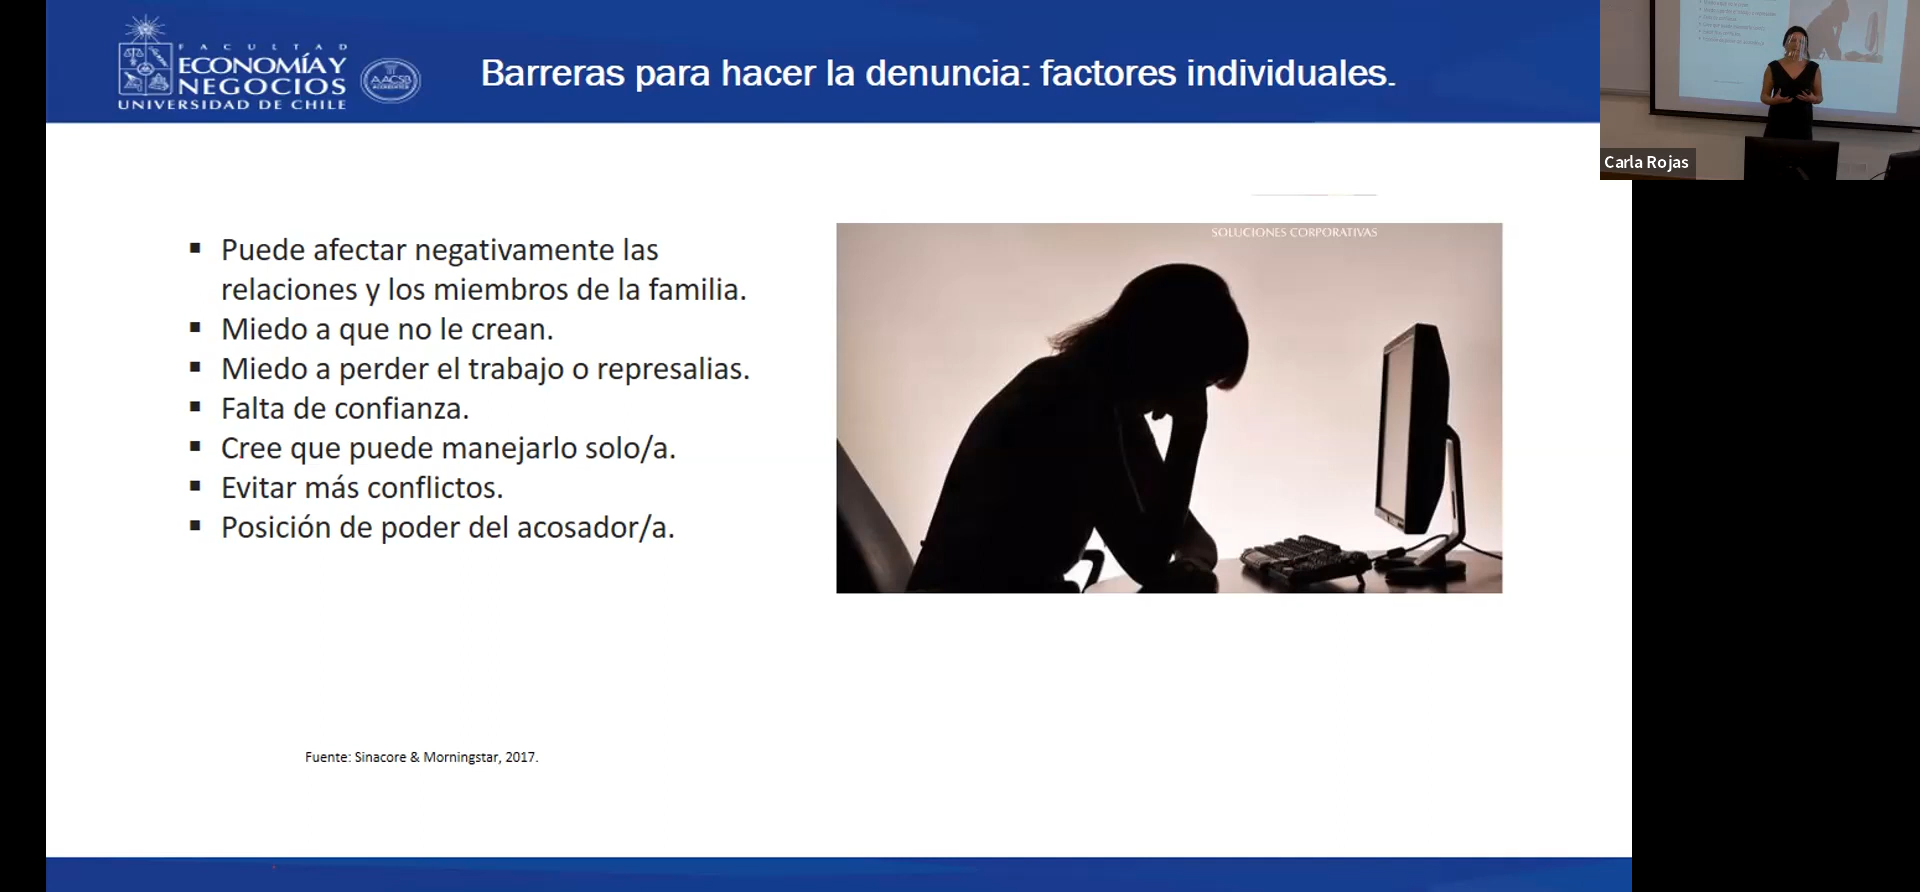 FACULTAD
ECONOMÍA Y
NEGOCIOS
UNIVERSIDAD DE CHILE
AACSB
ACCREDITED
Barreras para hacer la denuncia: factores individuales.
Carla Rojas
▪ Puede afectar negativamente las
relaciones y los miembros de la familia.
▪ Miedo a que no le crean.
▪ Miedo a perder el trabajo o represalias.
▪ Falta de confianza.
▪ Cree que puede manejarlo solo/a.
▪ Evitar más conflictos.
▪ Posición de poder del acosador/a.
SOLUCIONES CORPORATIVAS
Fuente: Sinacore & Morningstar, 2017.